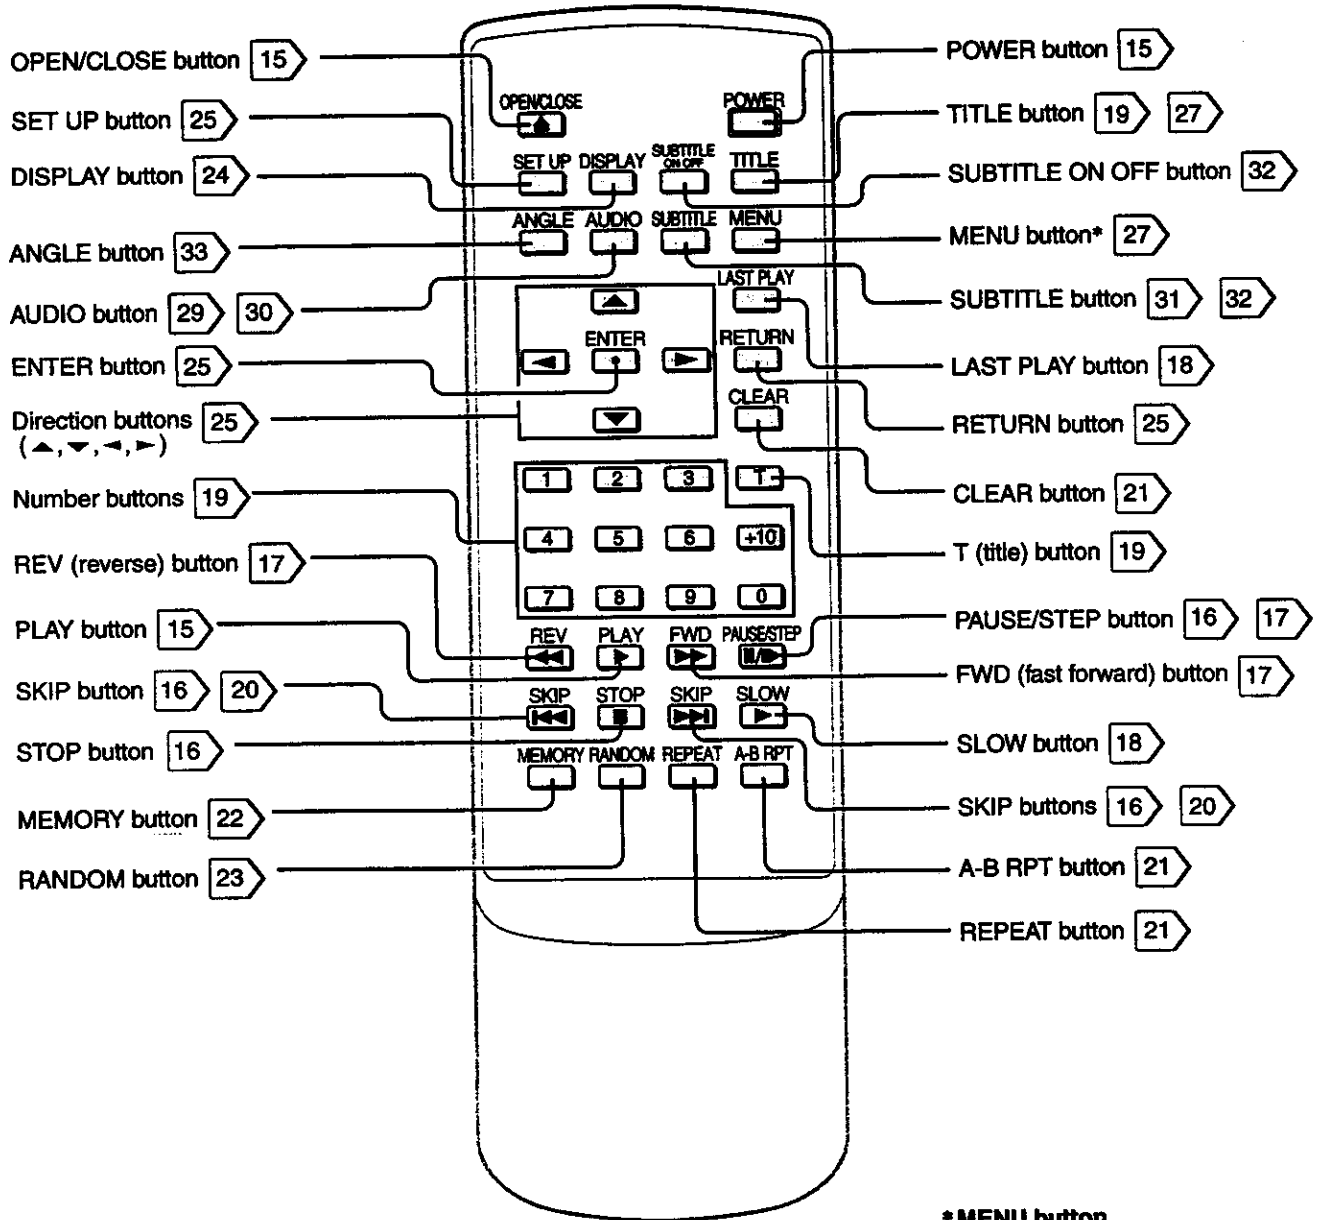 OPEN/CLOSE button 15
SET UP button 25
DISPLAY button 24
ANGLE button 33
AUDIO button 29 30
ENTER button 25
Direction buttons 25
(▲,▼,◄,►)
Number buttons 19
REV (reverse) button 17
PLAY button 15
SKIP button 16 20
STOP button 16
MEMORY button 22
RANDOM button 23
OPEN/CLOSE POWER
SET UP DISPLAY SUBTITLE ON OFF TITLE
ANGLE AUDIO SUBTITLE MENU
LAST PLAY
ENTER RETURN
CLEAR
1 2 3 T
4 5 6 +10
7 8 9 0
REV PLAY FWD PAUSE/STEP
SKIP STOP SKIP SLOW
MEMORY RANDOM REPEAT A-B RPT
POWER button 15
TITLE button 19 27
SUBTITLE ON OFF button 32
MENU button* 27
SUBTITLE button 31 32
LAST PLAY button 18
RETURN button 25
CLEAR button 21
T (title) button 19
PAUSE/STEP button 16 17
FWD (fast forward) button 17
SLOW button 18
SKIP buttons 16 20
A-B RPT button 21
REPEAT button 21
*MENU button